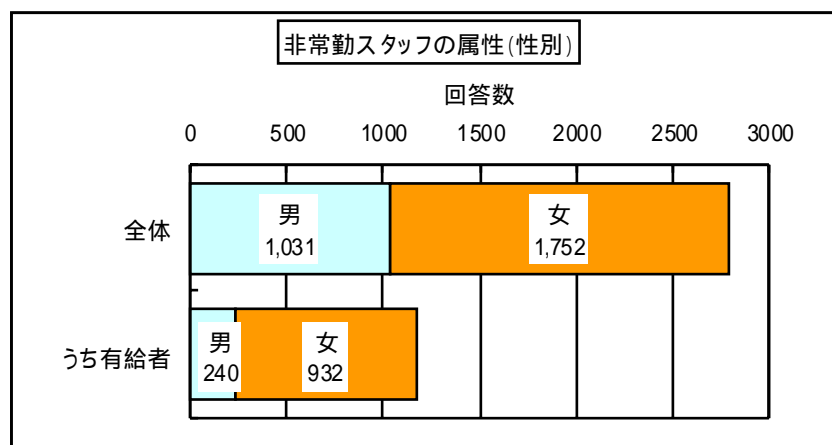 非常勤スタッフの属性(性別)
回答数
0 500 1000 1500 2000 2500 3000
全体
男
1,031
女
1,752
うち有給者
男
240
女
932